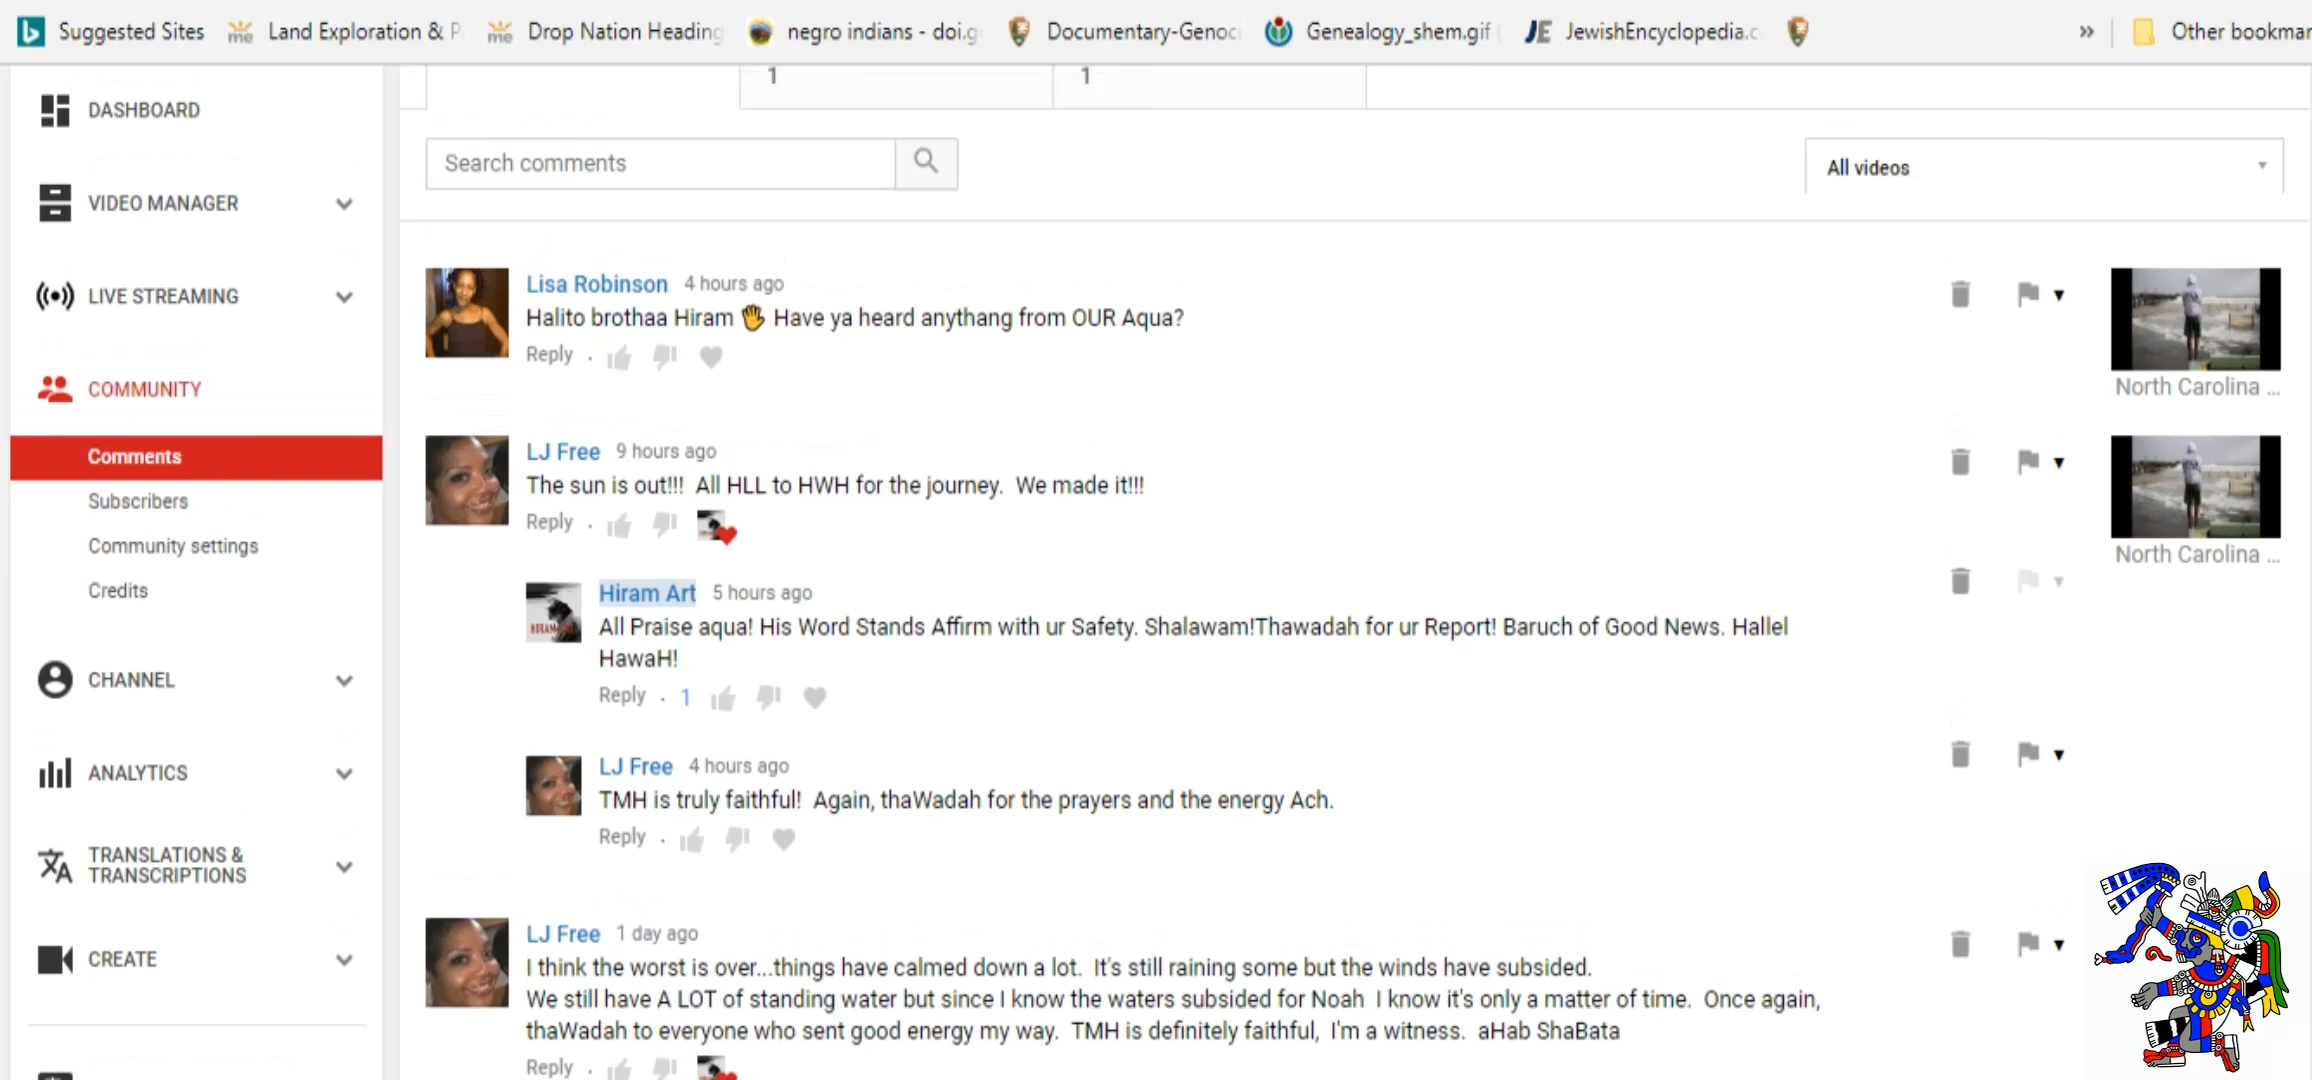 Suggested Sites Land Exploration & P Drop Nation Heading negro indians - doi.g Documentary-Genoc Genealogy_shem.gif JewishEncyclopedia.c » Other bookmar
1 1
DASHBOARD
Search comments
All videos
VIDEO MANAGER
LIVE STREAMING
COMMUNITY
Comments
Subscribers
Community settings
Credits
CHANNEL
ANALYTICS
TRANSLATIONS &
TRANSCRIPTIONS
CREATE
Lisa Robinson 4 hours ago
Halito brothaa Hiram 🖐 Have ya heard anythang from OUR Aqua?
Reply .
North Carolina ...
LJ Free 9 hours ago
The sun is out!!! All HLL to HWH for the journey. We made it!!!
Reply .
North Carolina ...
Hiram Art 5 hours ago
All Praise aqua! His Word Stands Affirm with ur Safety. Shalawam!Thawadah for ur Report! Baruch of Good News. Hallel
HawaH!
Reply . 1
LJ Free 4 hours ago
TMH is truly faithful! Again, thaWadah for the prayers and the energy Ach.
Reply .
LJ Free 1 day ago
I think the worst is over...things have calmed down a lot. It's still raining some but the winds have subsided.
We still have A LOT of standing water but since I know the waters subsided for Noah I know it's only a matter of time. Once again,
thaWadah to everyone who sent good energy my way. TMH is definitely faithful, I'm a witness. aHab ShaBata
Reply .